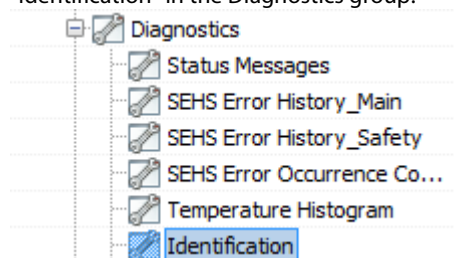 "Identification" in the Diagnostics group.
Diagnostics
Status Messages
SEHS Error History_Main
SEHS Error History_Safety
SEHS Error Occurrence Co...
Temperature Histogram
Identification